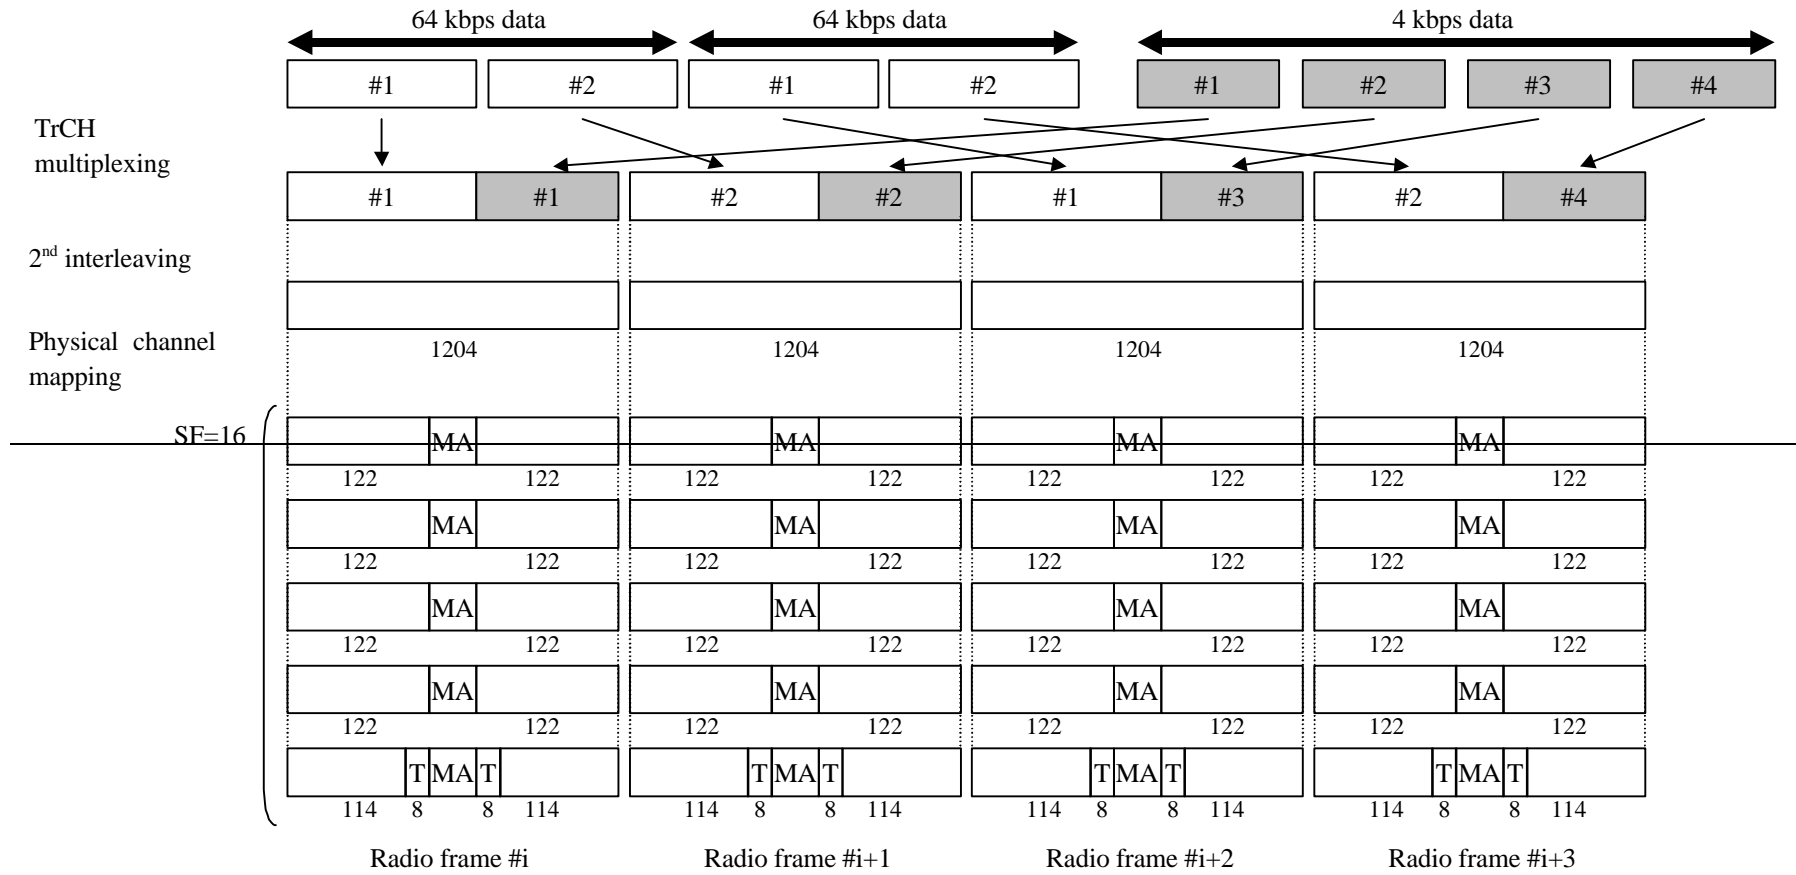 64 kbps data 64 kbps data 4 kbps data
#1 #2 #1 #2 #1 #2 #3 #4
TrCH
multiplexing
#1 #1 #2 #2 #1 #3 #2 #4
2nd interleaving
Physical channel
mapping
1204 1204 1204 1204
SF=16
MA MA MA MA
122 122 122 122 122 122 122 122
MA MA MA MA
122 122 122 122 122 122 122 122
MA MA MA MA
122 122 122 122 122 122 122 122
MA MA MA MA
122 122 122 122 122 122 122 122
T MA T T MA T T MA T T MA T
114 8 8 114 114 8 8 114 114 8 8 114 114 8 8 114
Radio frame #i Radio frame #i+1 Radio frame #i+2 Radio frame #i+3